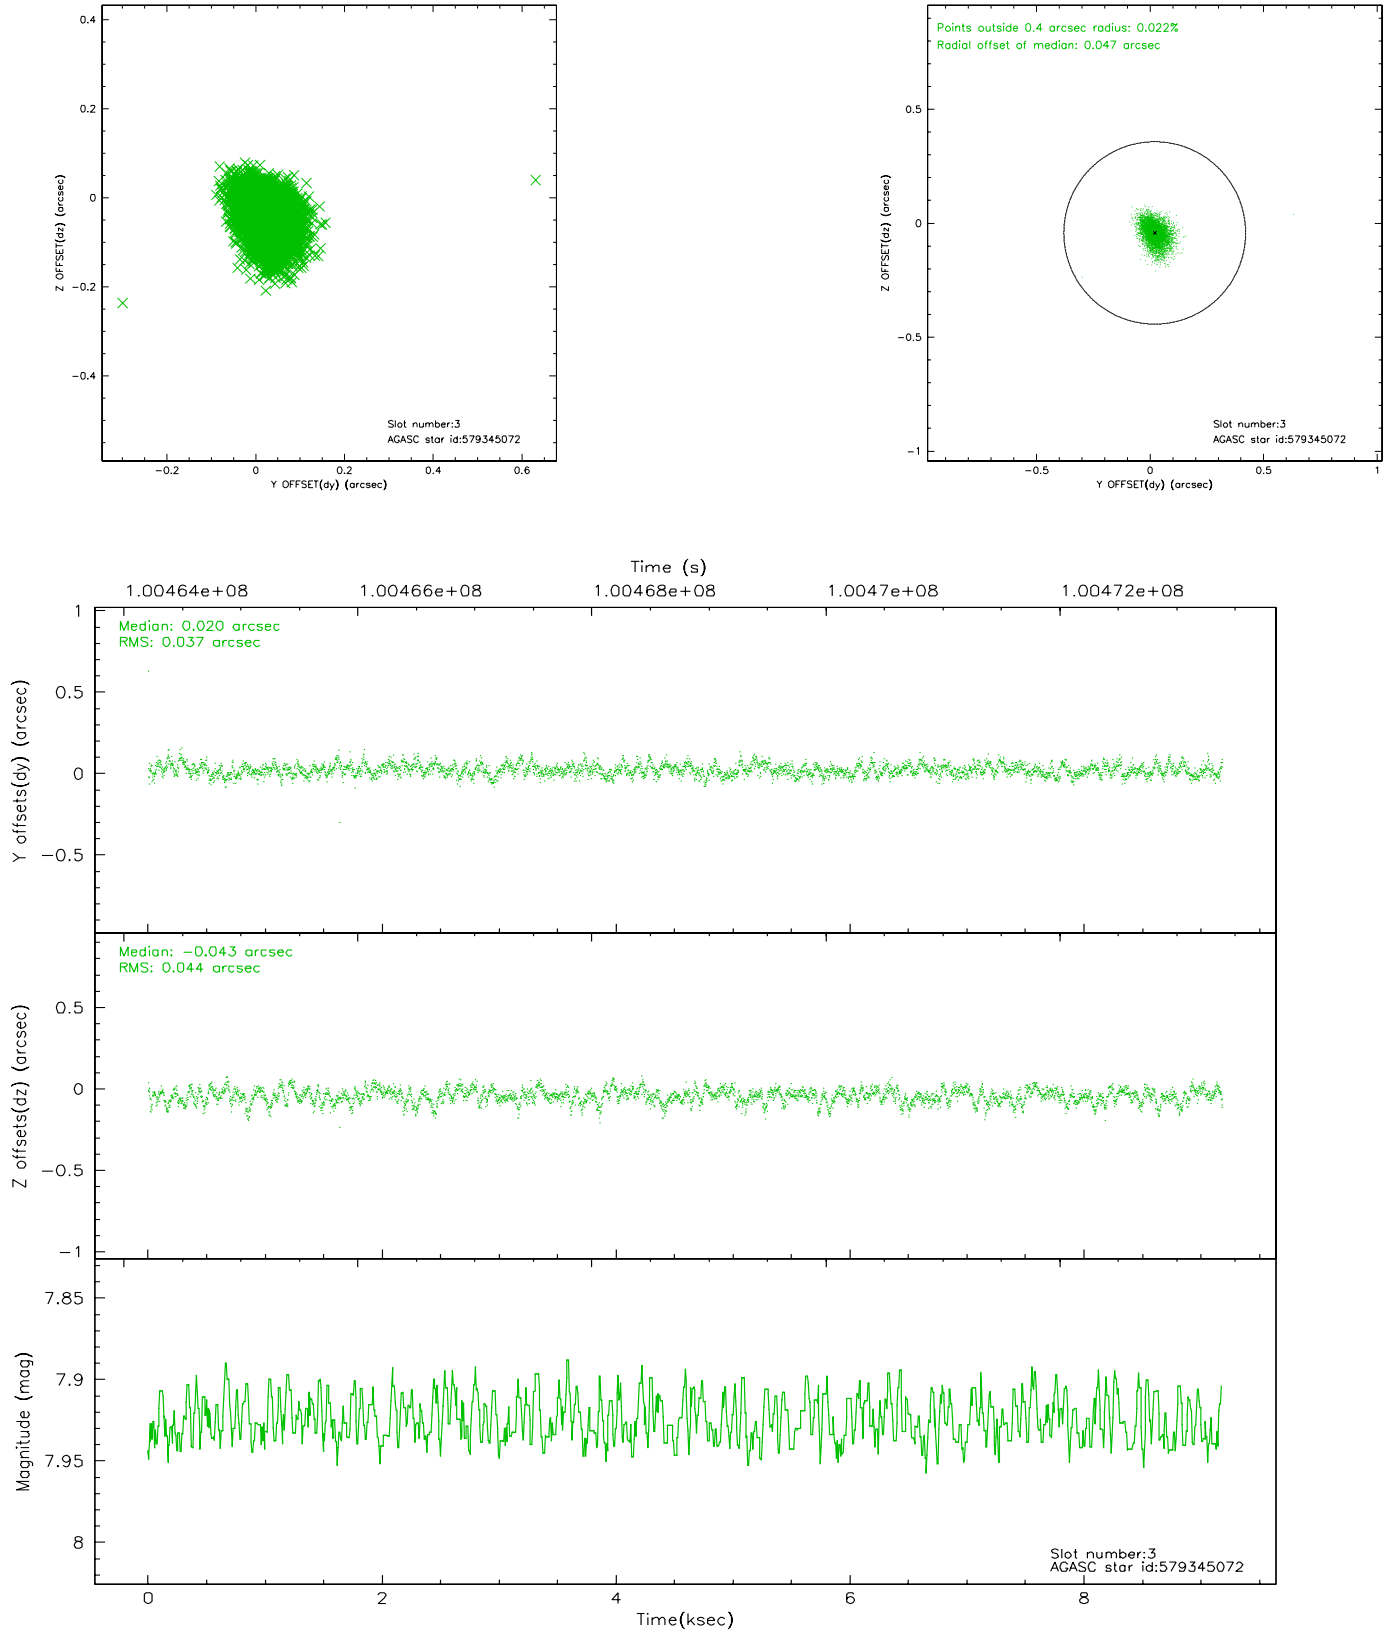 0.4
0.2
0
−0.2
−0.4
Z OFFSET(dz) (arcsec)
Slot number:3
AGASC star id:579345072
−0.2 0 0.2 0.4 0.6
Y OFFSET(dy) (arcsec)
Points outside 0.4 arcsec radius: 0.022%
Radial offset of median: 0.047 arcsec
0.5
0
−0.5
−1
Z OFFSET(dz) (arcsec)
Slot number:3
AGASC star id:579345072
−0.5 0 0.5 1
Y OFFSET(dy) (arcsec)
Time (s)
1.00464e+08 1.00466e+08 1.00468e+08 1.0047e+08 1.00472e+08
Median: 0.020 arcsec
RMS: 0.037 arcsec
1
0.5
0
−0.5
Y offsets(dy) (arcsec)
Median: −0.043 arcsec
RMS: 0.044 arcsec
0.5
0
−0.5
−1
Z offsets(dz) (arcsec)
7.85
7.9
7.95
8
Magnitude (mag)
Slot number:3
AGASC star id:579345072
0 2 4 6 8
Time(ksec)